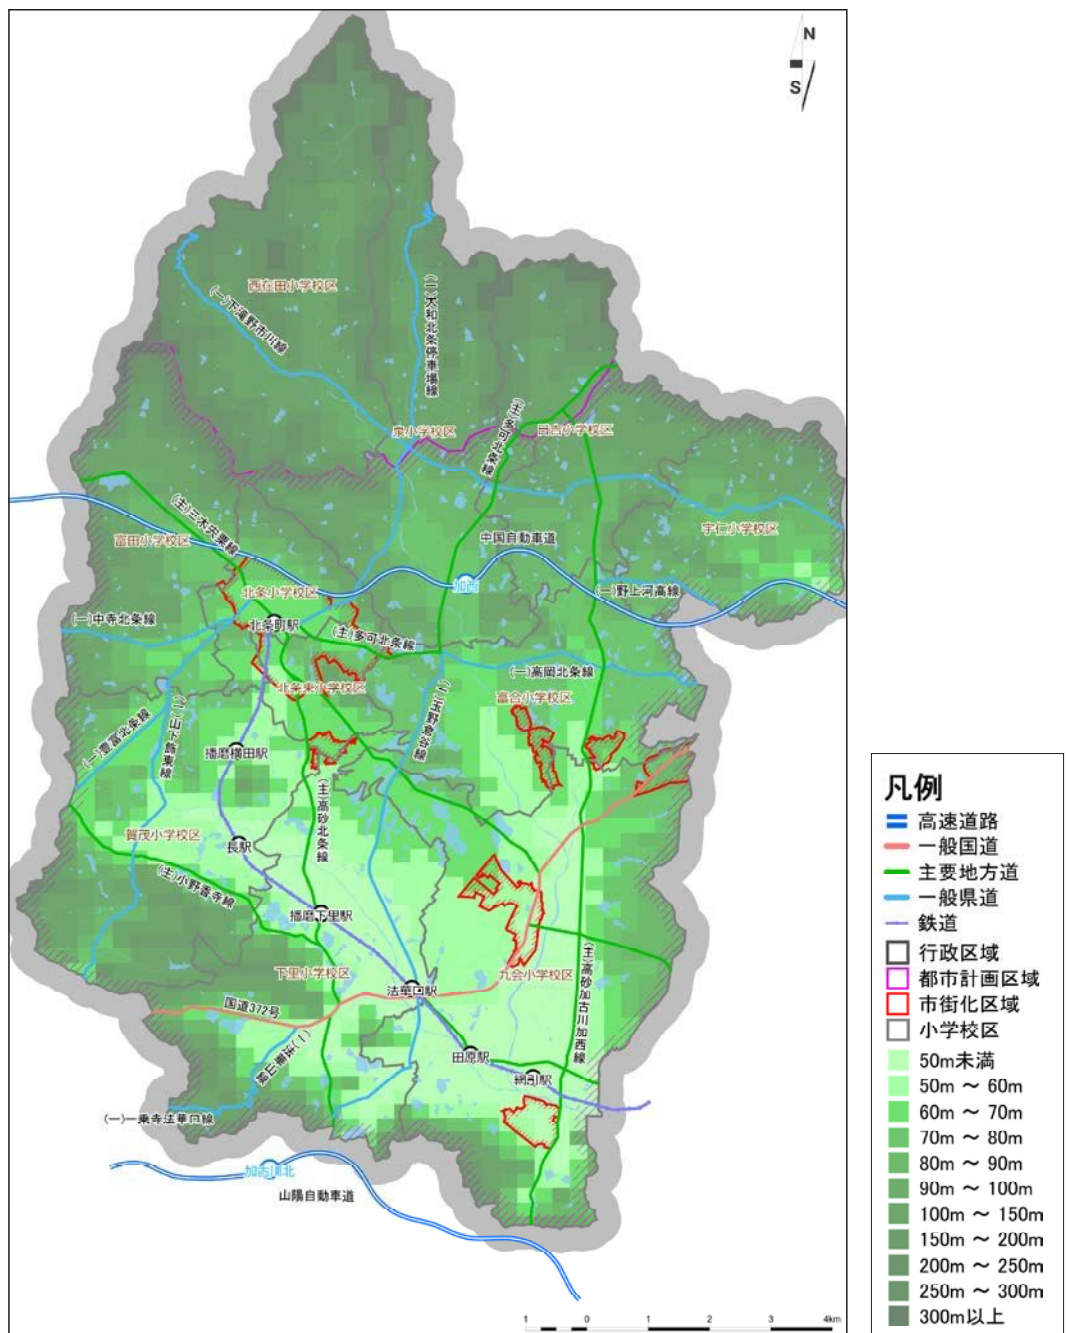 N
S
西在田小学校区
(一)下滝野市川線
(一)大和北条停車場線
泉小学校区
(主)多可北条線
日吉小学校区
(主)三木宍粟線
富田小学校区
宇仁小学校区
中国自動車道
加西
(一)野上河高線
北条小学校区
(一)中寺北条線
北条町駅
(主)多可北条線
(一)高岡北条線
北条東小学校区
富合小学校区
(一)玉野倉谷線
(一)豊富北条線
(一)山下飾東線
播磨横田駅
(主)高砂北条線
賀茂小学校区
長駅
(主)小野香寺線
播磨下里駅
下里小学校区
九会小学校区
(主)高砂加古川加西線
法華口駅
国道372号
(一)法華山線
田原駅
網引駅
(一)一乗寺法華口線
加古川北
山陽自動車道
1 0 1 2 3 4km
凡例
高速道路
一般国道
主要地方道
一般県道
鉄道
行政区域
都市計画区域
市街化区域
小学校区
50m未満
50m ～ 60m
60m ～ 70m
70m ～ 80m
80m ～ 90m
90m ～ 100m
100m ～ 150m
150m ～ 200m
200m ～ 250m
250m ～ 300m
300m以上